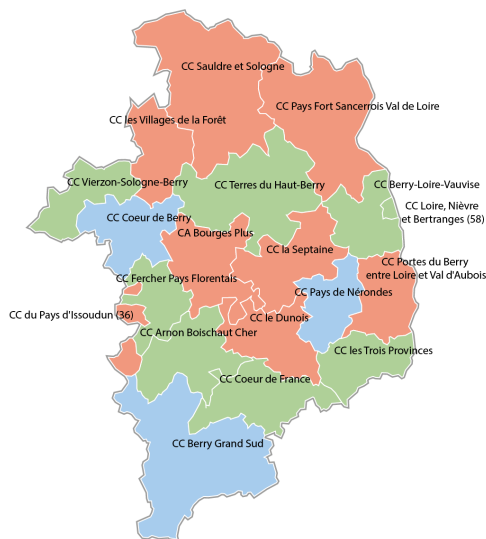 CC Sauldre et Sologne
CC Pays Fort Sancerrois Val de Loire
CC les Villages de la Forêt
CC Vierzon-Sologne-Berry
CC Terres du Haut-Berry
CC Berry-Loire-Vauvise
CC Loire, Nièvre
et Bertranges (58)
CC Coeur de Berry
CA Bourges Plus
CC la Septaine
CC Portes du Berry
entre Loire et Val d'Aubois
CC Fercher Pays Florentais
CC Pays de Nérondes
CC du Pays d'Issoudun (36)
CC le Dunois
CC Arnon Boischaut Cher
CC les Trois Provinces
CC Coeur de France
CC Berry Grand Sud